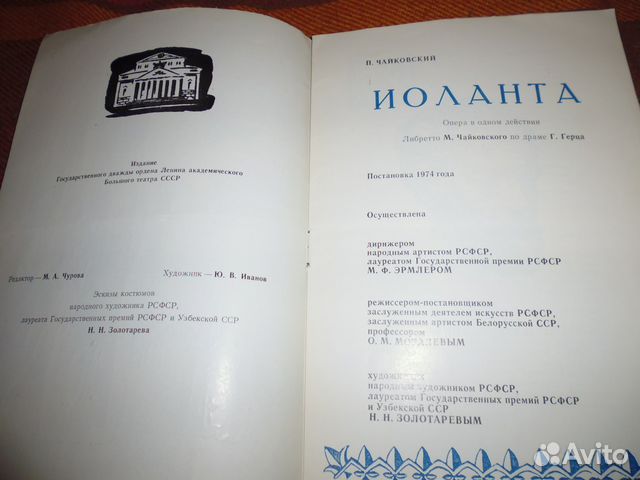 Издание
Государственного дважды ордена Ленина академического
Большого театра СССР
Редактор — М. А. Чурова
Художник — Ю. В. Иванов
Эскизы костюмов
народного художника РСФСР,
лауреата Государственных премий РСФСР и Узбекской ССР
Н. Н. Золотарева
П. ЧАЙКОВСКИЙ
ИОЛАНТА
Опера в одном действии
Либретто М. Чайковского по драме Г. Герца
Постановка 1974 года
Осуществлена
дирижером
народным артистом РСФСР,
лауреатом Государственной премии РСФСР
М. Ф. ЭРМЛЕРОМ
режиссером-постановщиком
заслуженным деятелем искусств РСФСР,
заслуженным артистом Белорусской ССР,
профессором
О. М. МОРАЛЕВЫМ
художником
народным художником РСФСР,
лауреатом Государственных премий РСФСР
и Узбекской ССР
Н. Н. ЗОЛОТАРЕВЫМ
Avito